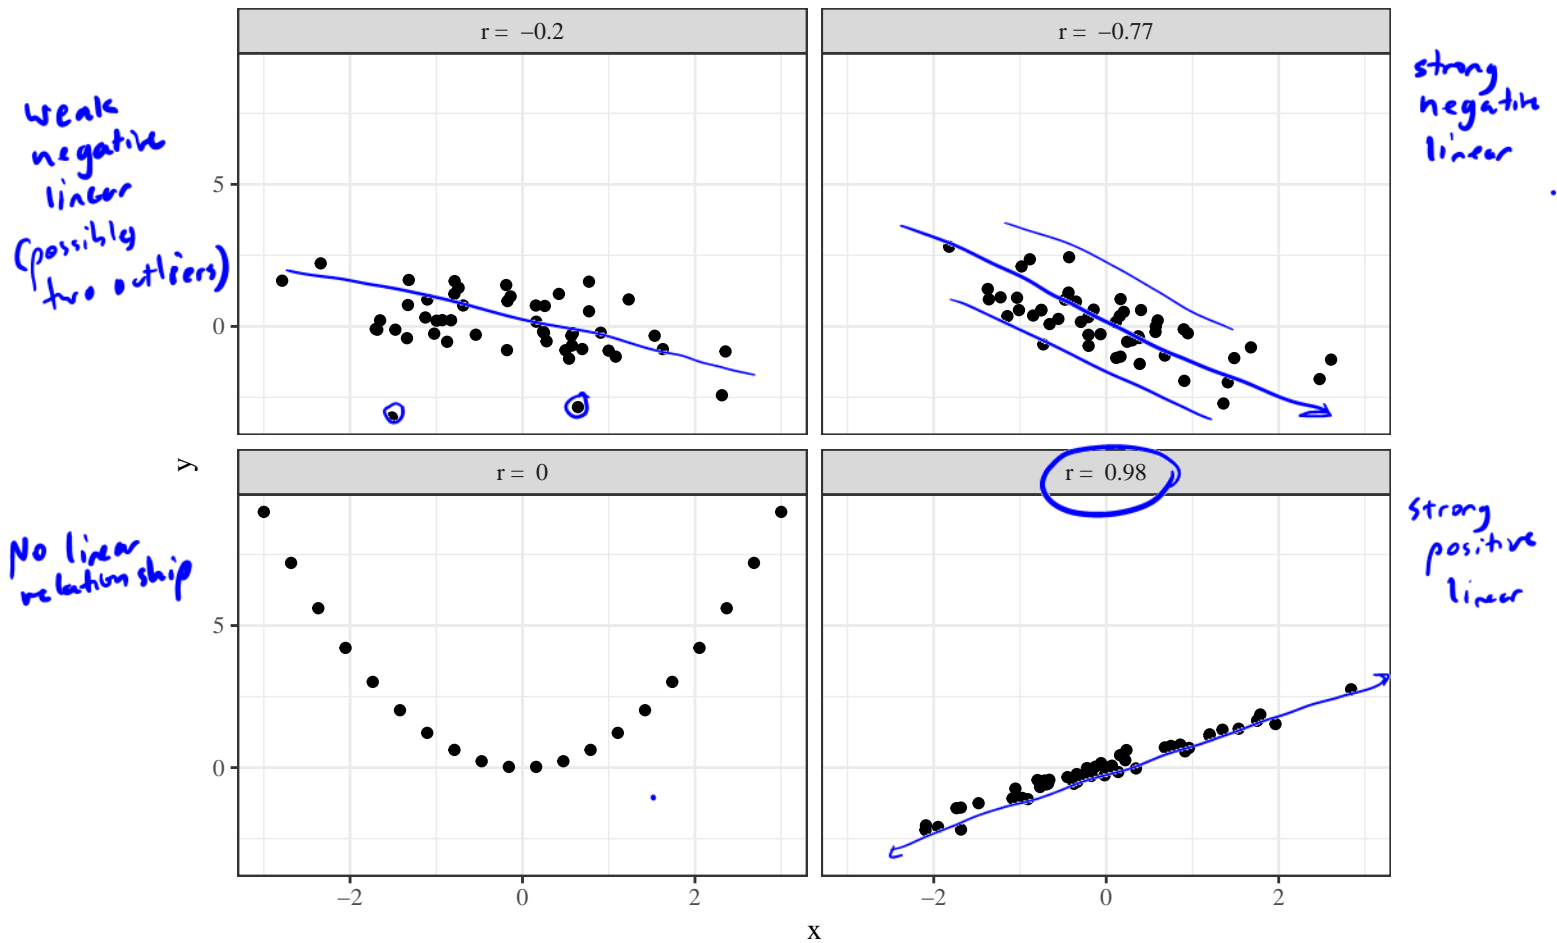 r = −0.2
r = −0.77
weak
negative
linear
(possibly
two outliers)
strong
negative
linear
5
0
y
r = 0
r = 0.98
No linear
relationship
strong
positive
linear
5
0
−2
0
2
−2
0
2
x